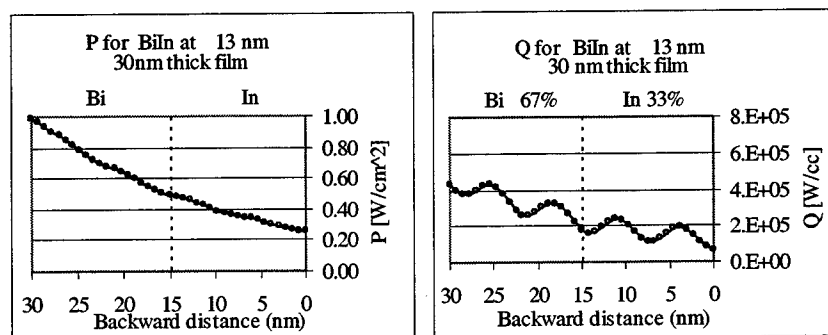 P for BiIn at 13 nm
30nm thick film
Bi In
1.00
0.80
0.60
0.40
0.20
0.00
P [W/cm^2]
30 25 20 15 10 5 0
Backward distance (nm)
Q for BiIn at 13 nm
30 nm thick film
Bi 67% In 33%
8.E+05
6.E+05
4.E+05
2.E+05
0.E+00
Q [W/cc]
30 25 20 15 10 5 0
Backward distance (nm)